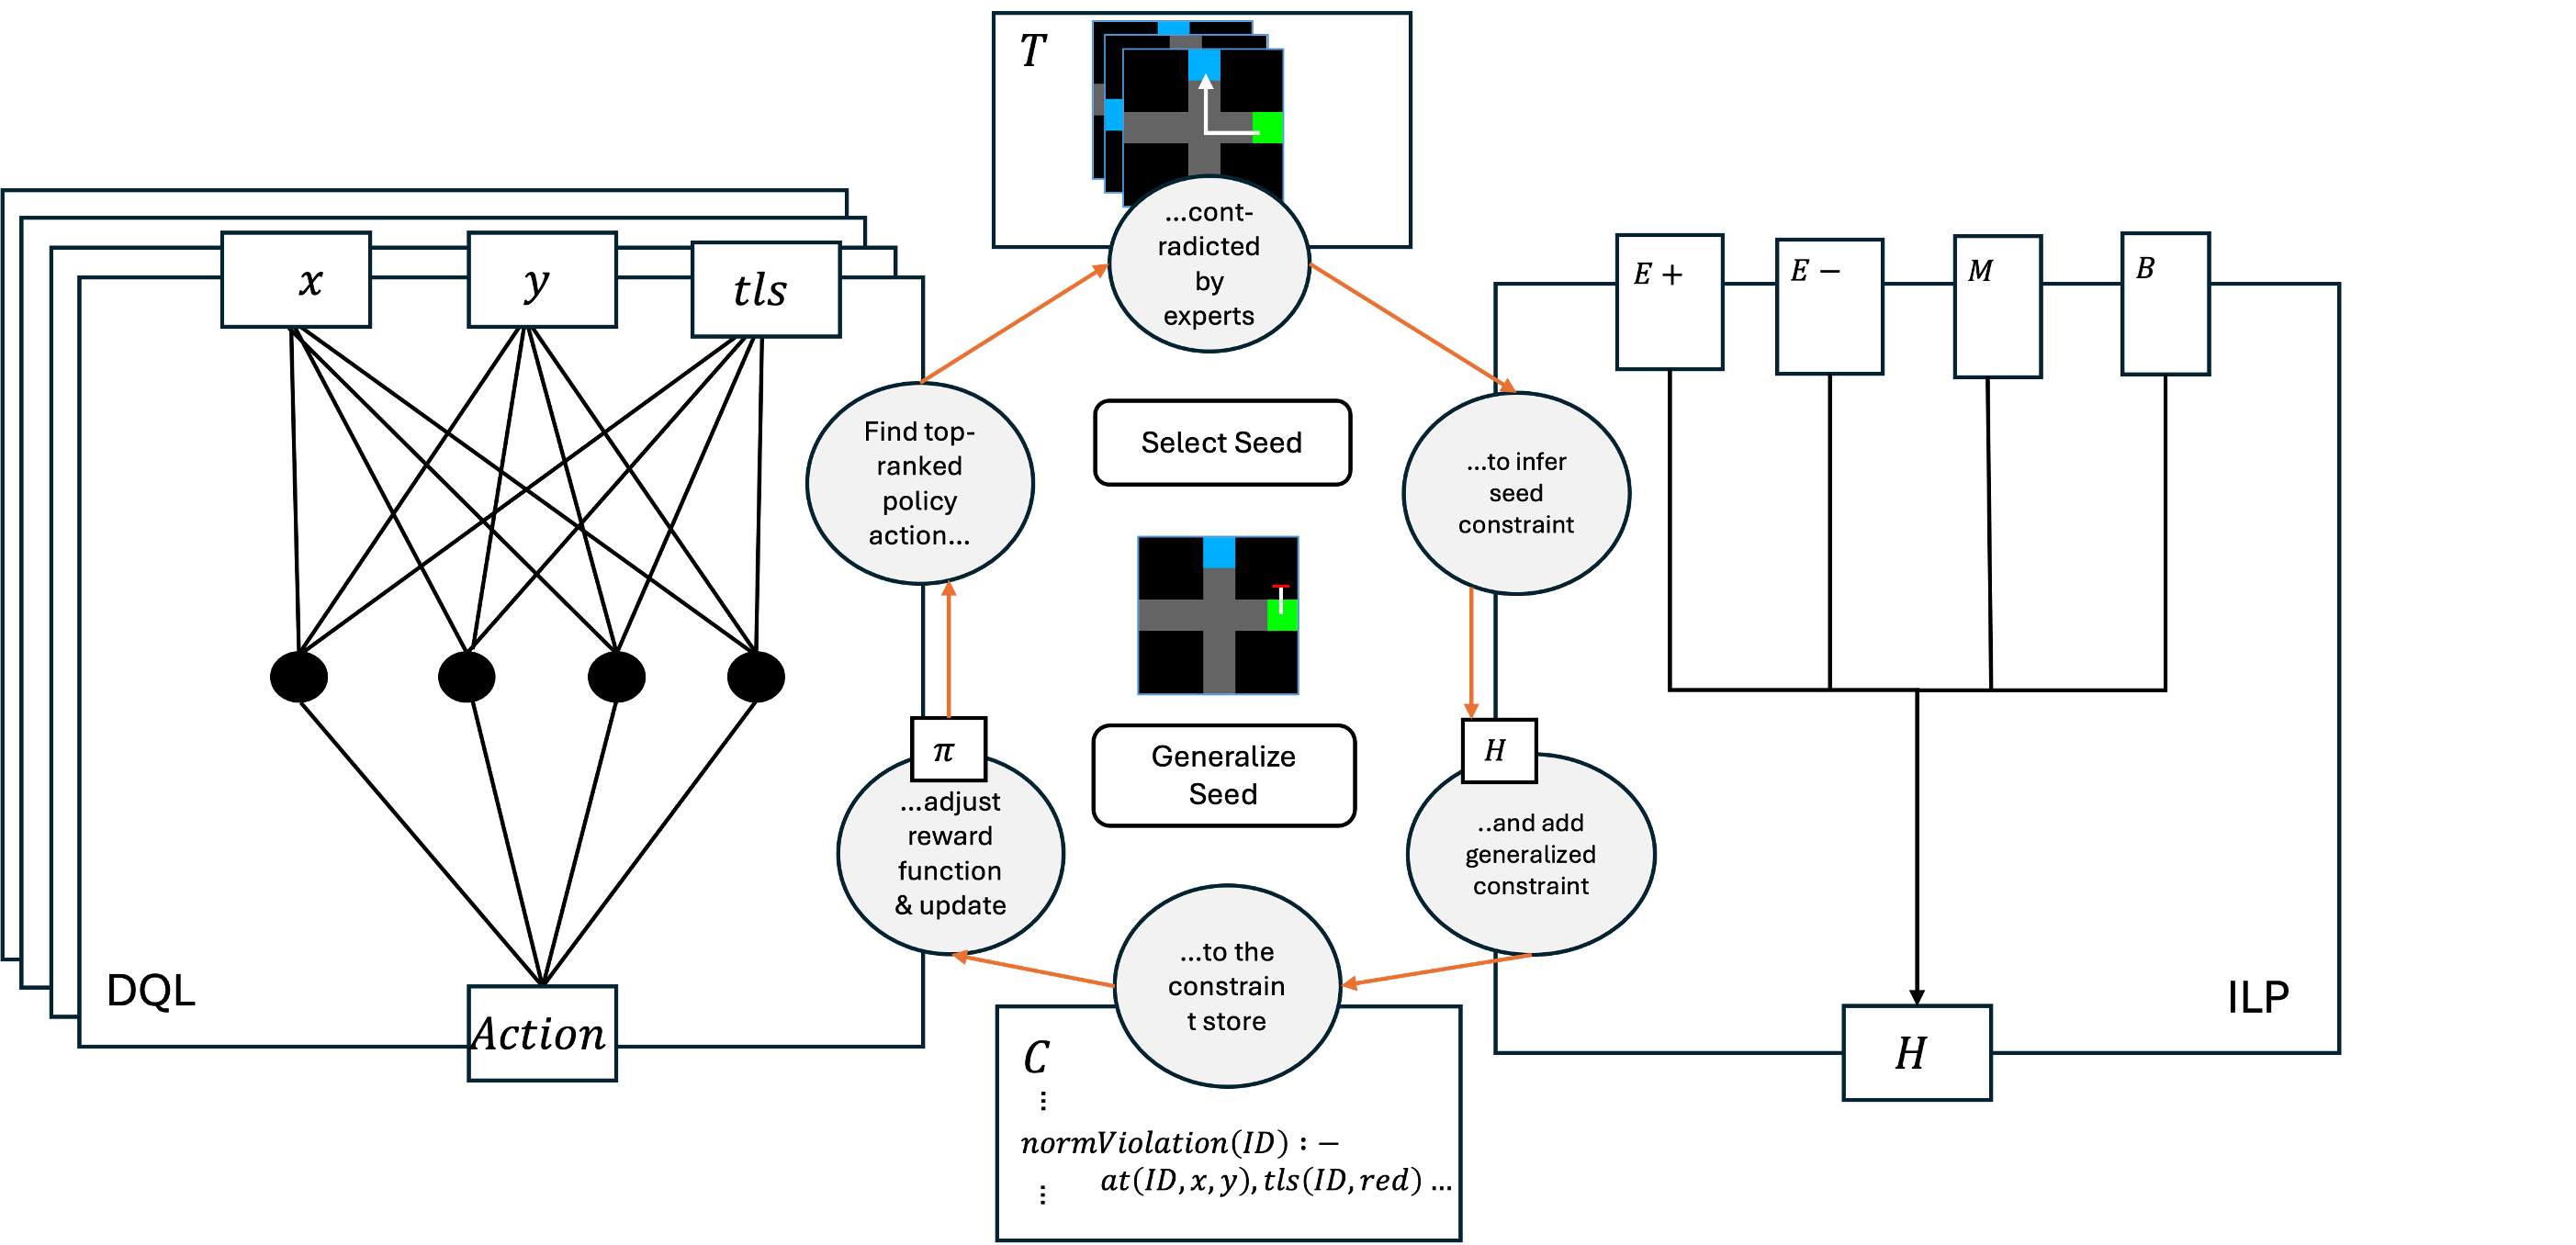 T
...cont-
radicted
by
experts
x
y
tls
E +
E −
M
B
Find top-
ranked
policy
action...
Select Seed
...to infer
seed
constraint
π
...adjust
reward
function
& update
Generalize
Seed
H
..and add
generalized
constraint
...to the
constrain
t store
DQL
Action
ILP
H
C
⋮
normViolation(ID) : −
at(ID, x, y), tls(ID, red) ...
⋮